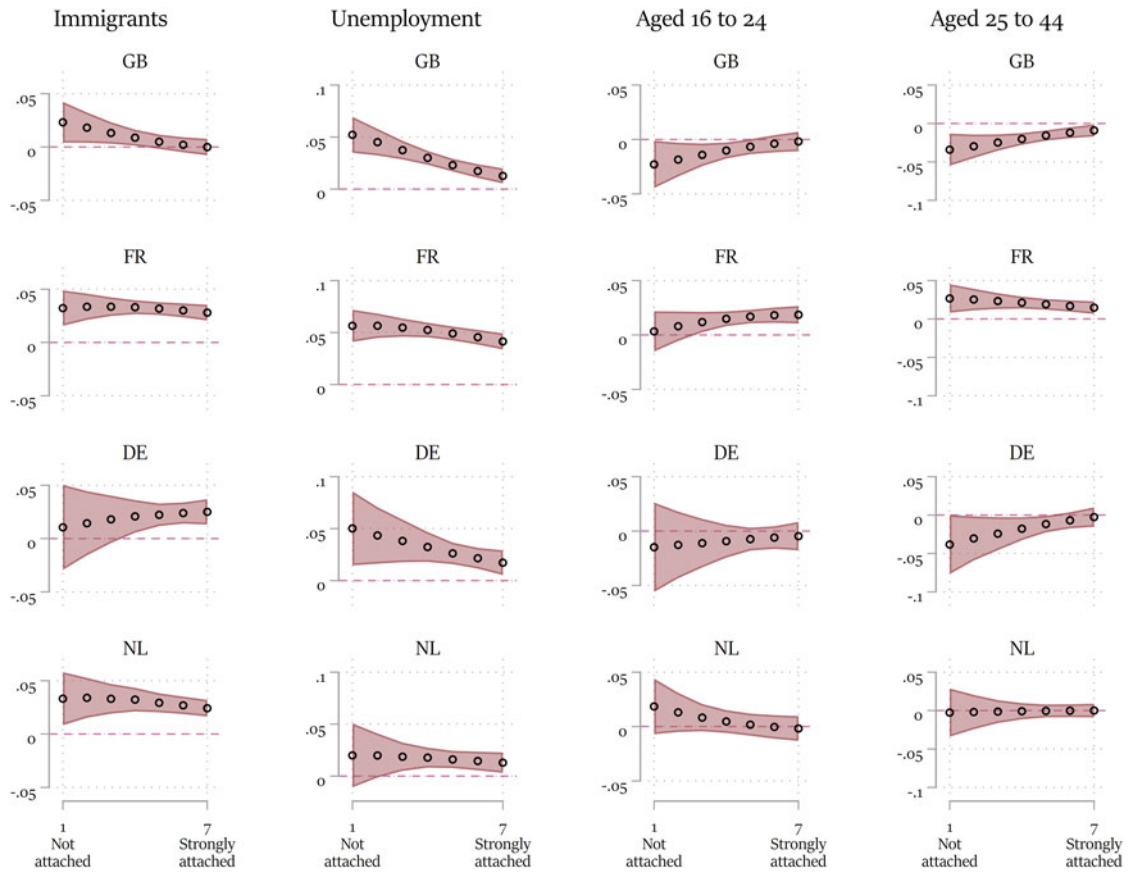 Immigrants Unemployment Aged 16 to 24 Aged 25 to 44
GB GB GB GB
.05 .1 .05 .05
0 .05 0 0
-.05 0 -.05 -.05
-.1
FR FR FR FR
.05 .1 .05 .05
0 .05 0 0
-.05 0 -.05 -.05
-.1
DE DE DE DE
.05 .1 .05 .05
0 .05 0 0
-.05 0 -.05 -.05
-.1
NL NL NL NL
.05 .1 .05 .05
0 .05 0 0
-.05 0 -.05 -.05
-.1
1 7 1 7 1 7 1 7
Not Strongly Not Strongly Not Strongly Not Strongly
attached attached attached attached attached attached attached attached